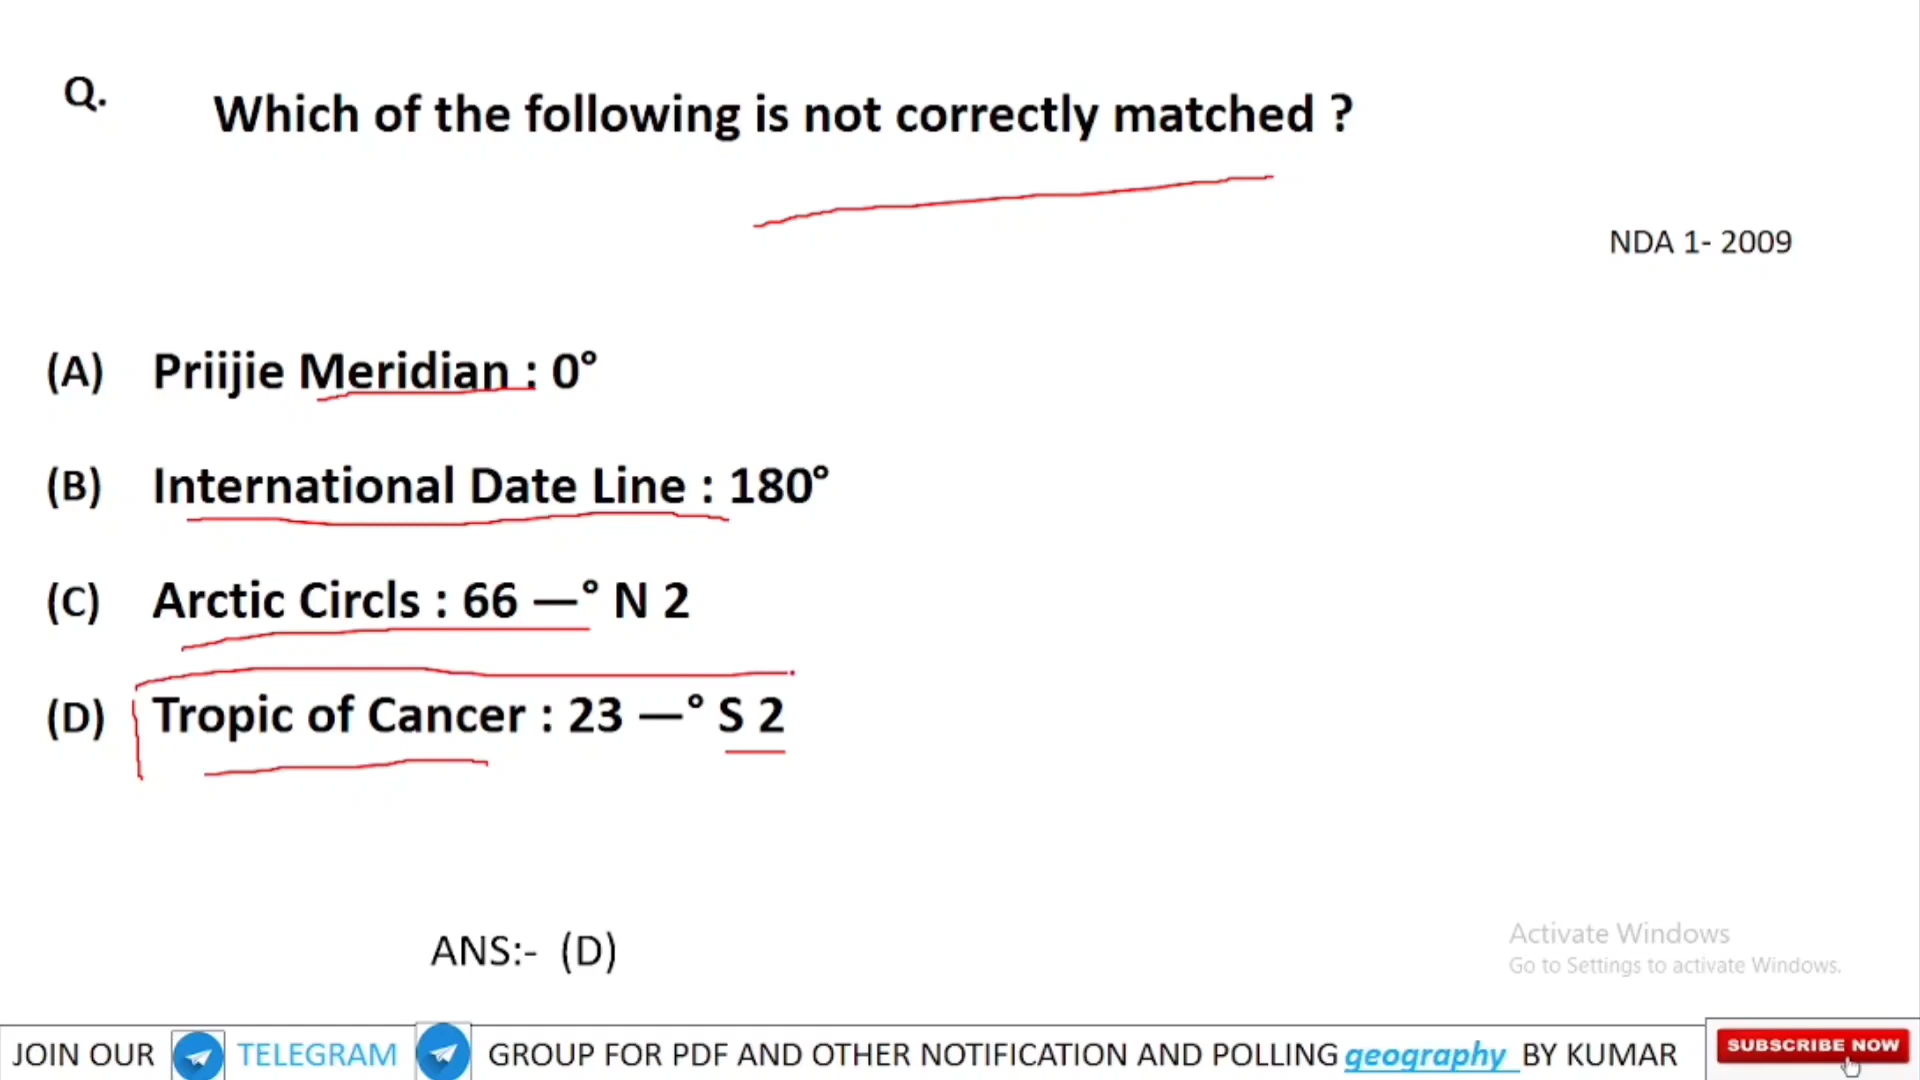 Q.
Which of the following is not correctly matched ?
NDA 1- 2009
(A) Priijie Meridian : 0°
(B) International Date Line : 180°
(C) Arctic Circls : 66 —° N 2
(D) Tropic of Cancer : 23 —° S 2
ANS:- (D)
Activate Windows
Go to Settings to activate Windows.
JOIN OUR TELEGRAM GROUP FOR PDF AND OTHER NOTIFICATION AND POLLING geography BY KUMAR
SUBSCRIBE NOW